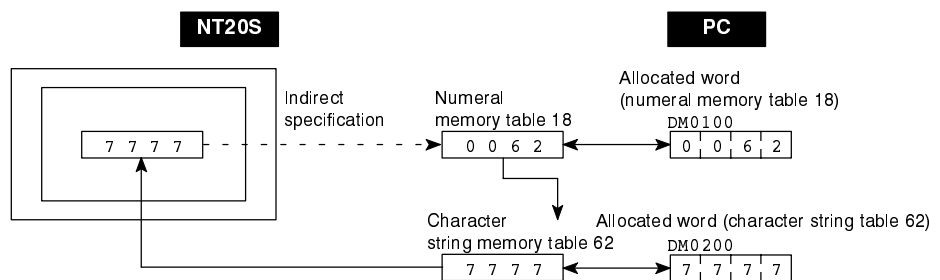 NT20S
PC
Indirect
specification
Numeral
memory table 18
Allocated word
(numeral memory table 18)
DM0100
7 7 7 7
0 0 6 2
0 0 6 2
Character
string memory table 62
Allocated word (character string table 62)
DM0200
7 7 7 7
7 7 7 7